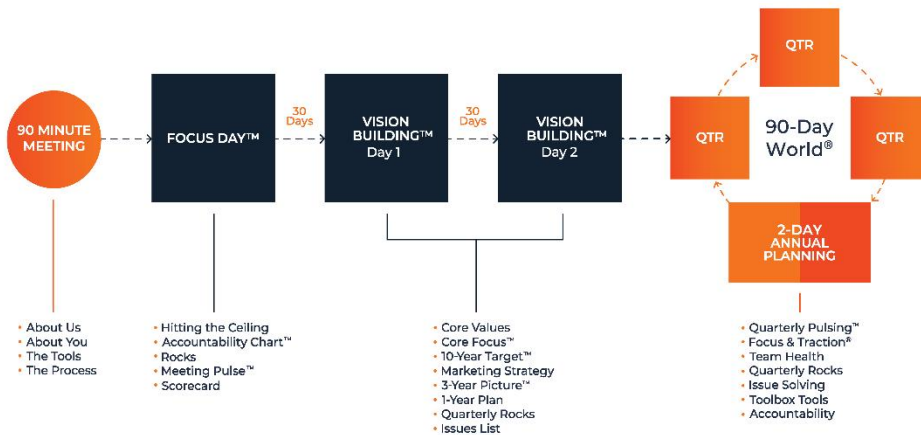 90 MINUTE
MEETING
FOCUS DAY™
30
Days
VISION
BUILDING™
Day 1
30
Days
VISION
BUILDING™
Day 2
QTR
QTR
90-Day
World®
QTR
2-DAY
ANNUAL
PLANNING
• About Us
• About You
• The Tools
• The Process
• Hitting the Ceiling
• Accountability Chart™
• Rocks
• Meeting Pulse™
• Scorecard
• Core Values
• Core Focus™
• 10-Year Target™
• Marketing Strategy
• 3-Year Picture™
• 1-Year Plan
• Quarterly Rocks
• Issues List
• Quarterly Pulsing™
• Focus & Traction®
• Team Health
• Quarterly Rocks
• Issue Solving
• Toolbox Tools
• Accountability